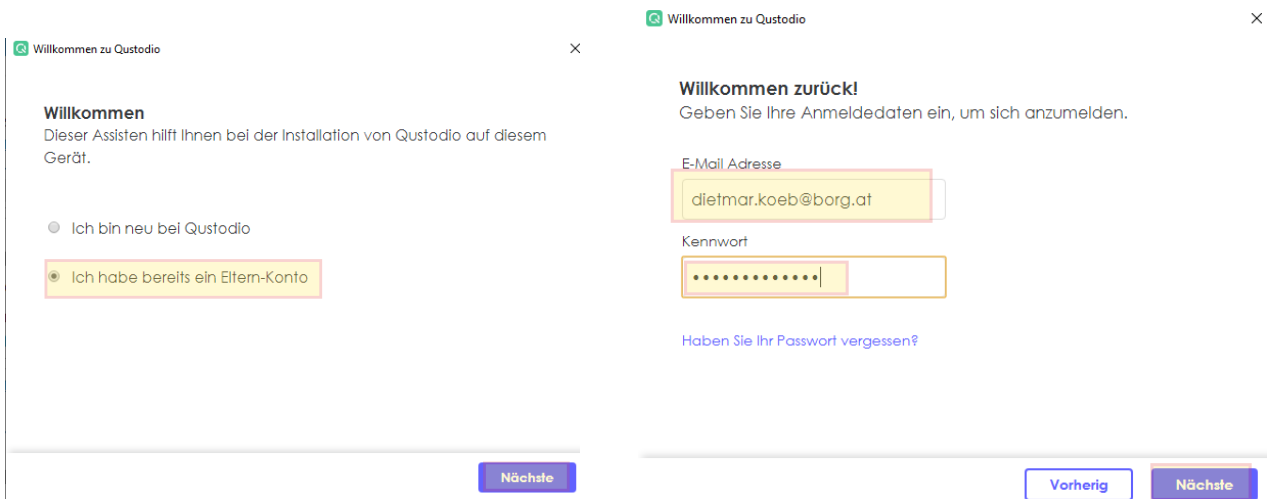 Willkommen zu Qustodio
Willkommen
Dieser Assisten hilft Ihnen bei der Installation von Qustodio auf diesem
Gerät.
Ich bin neu bei Qustodio
Ich habe bereits ein Eltern-Konto
Nächste
Willkommen zu Qustodio
Willkommen zurück!
Geben Sie Ihre Anmeldedaten ein, um sich anzumelden.
E-Mail Adresse
dietmar.koeb@borg.at
Kennwort
•••••••••••••
Haben Sie Ihr Passwort vergessen?
Vorherig
Nächste